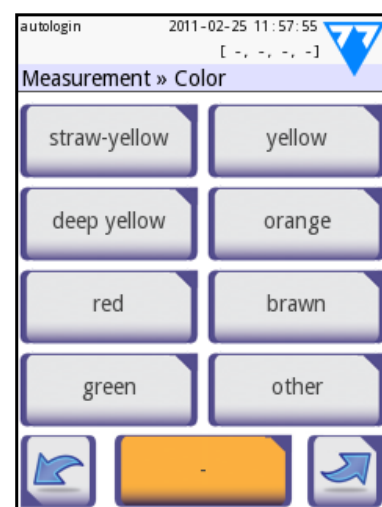 autologin 2011-02-25 11:57:55
[ -, -, -, -]
Measurement » Color
straw-yellow yellow
deep yellow orange
red brawn
green other
-